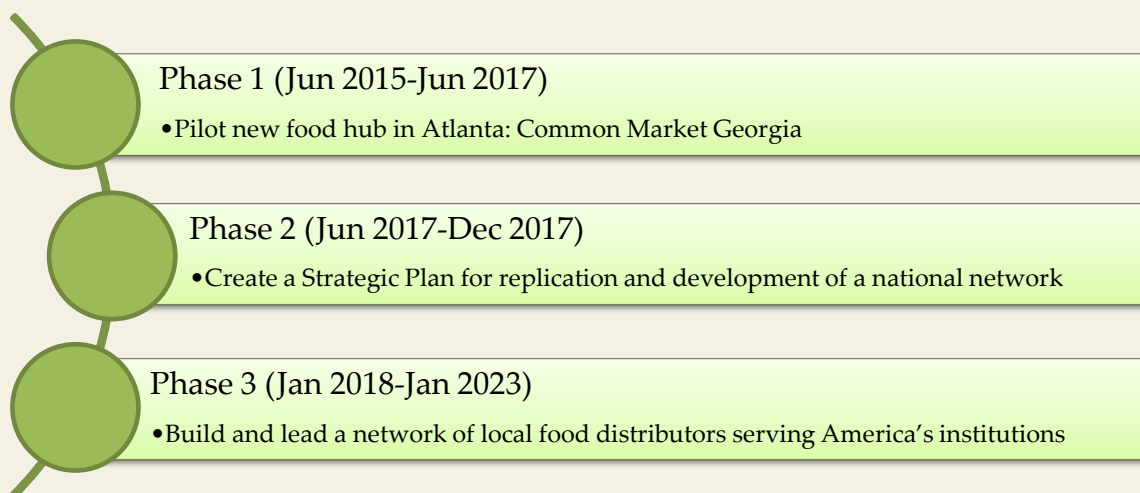 Phase 1 (Jun 2015-Jun 2017)
•Pilot new food hub in Atlanta: Common Market Georgia
Phase 2 (Jun 2017-Dec 2017)
•Create a Strategic Plan for replication and development of a national network
Phase 3 (Jan 2018-Jan 2023)
•Build and lead a network of local food distributors serving America’s institutions